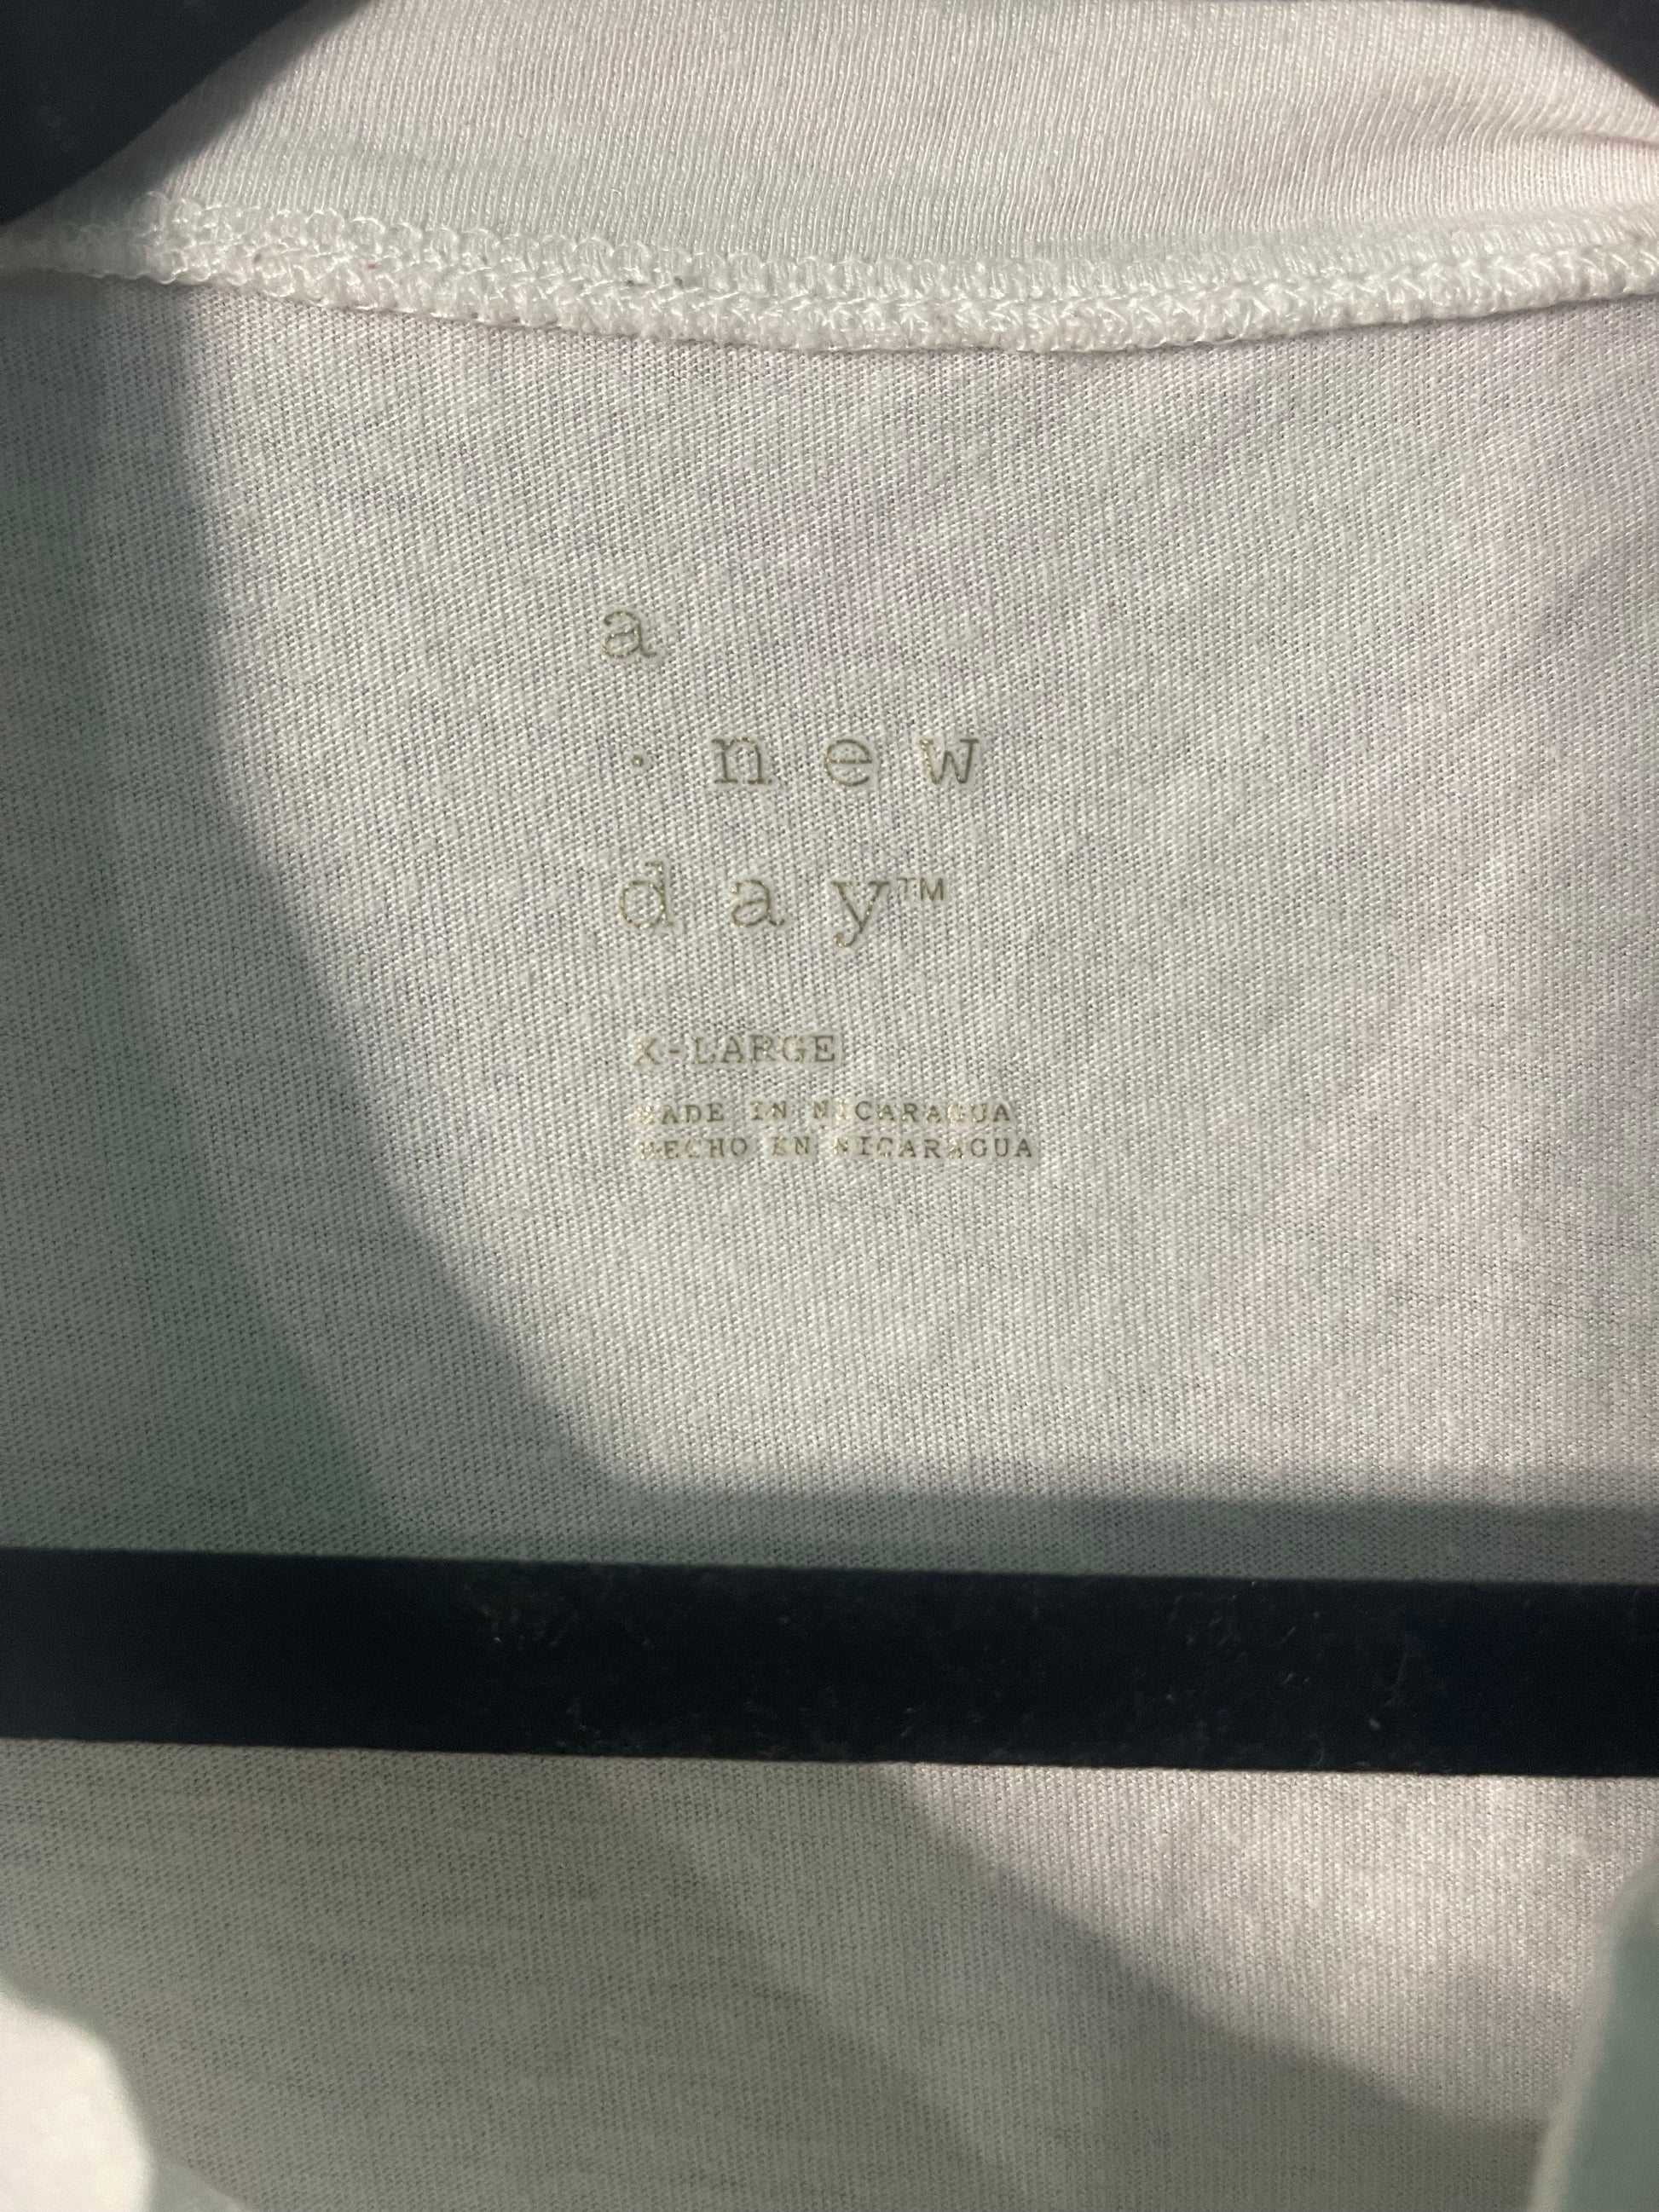 a
· new
day™
X-LARGE
MADE IN NICARAGUA
HECHO EN NICARAGUA